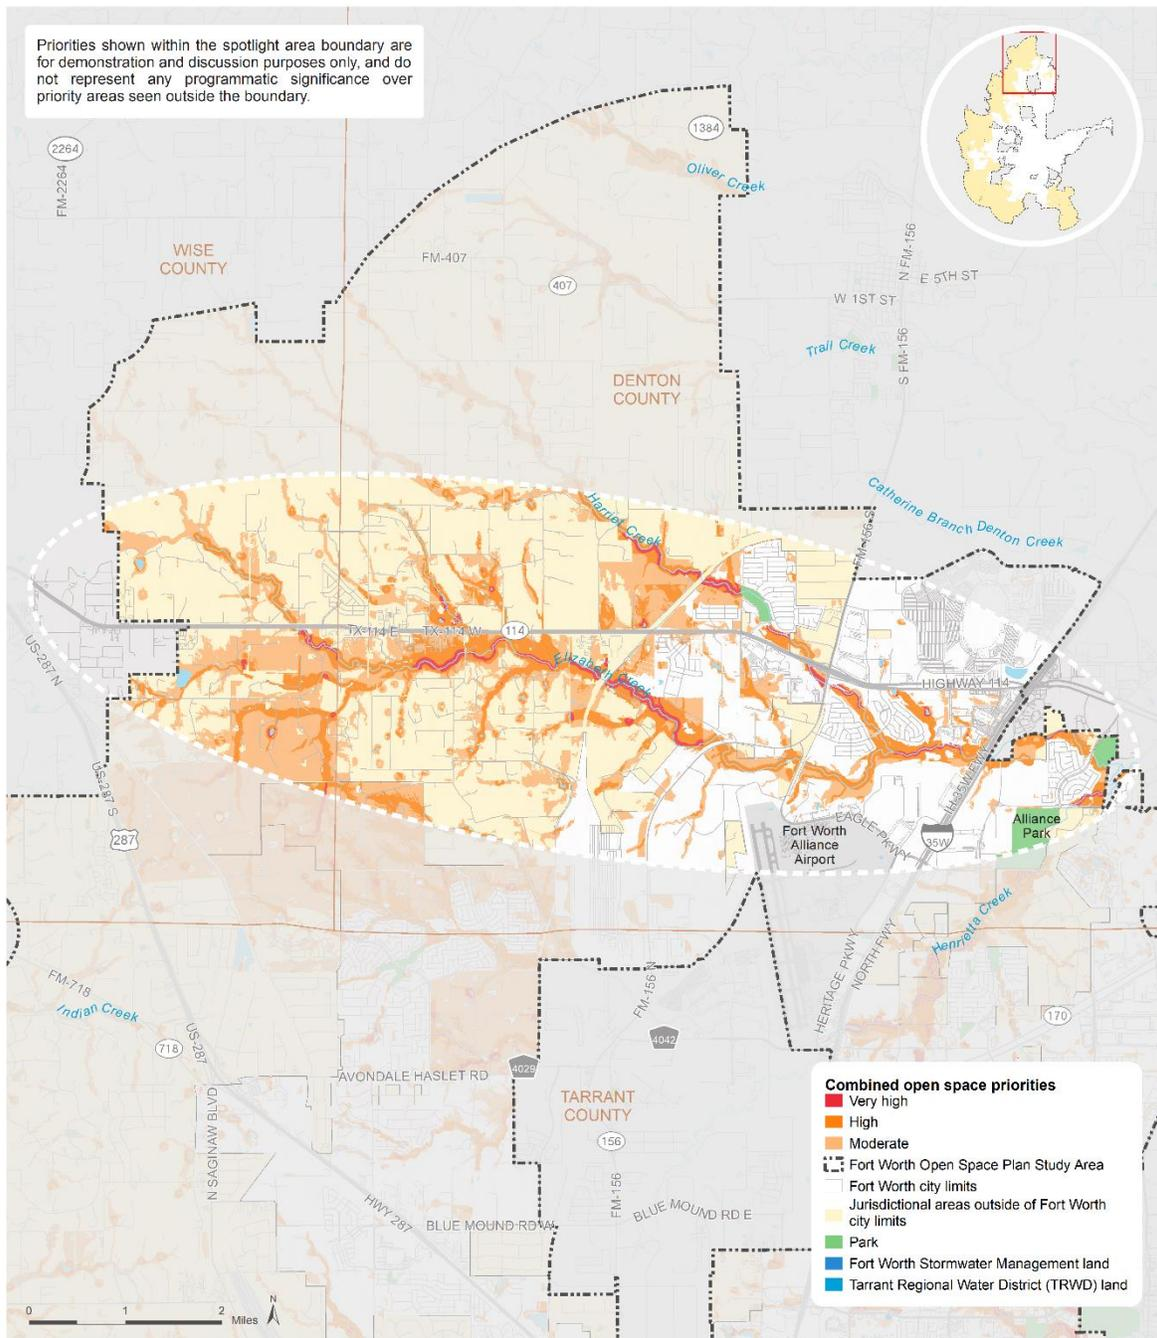 Priorities shown within the spotlight area boundary are
for demonstration and discussion purposes only, and do
not represent any programmatic significance over
priority areas seen outside the boundary.
2264
FM-2264
1384
Oliver Creek
WISE
COUNTY
FM-407
407
N FM-156
E 5TH ST
W 1ST ST
Trail Creek
S FM-156
DENTON
COUNTY
Harriet Creek
Catherine Branch Denton Creek
FM-156 S
US-287 N
TX-114 E
TX-114 W
114
Elizabeth Creek
HIGHWAY 114
US-287 S
287
IH-35W FWY
Fort Worth
Alliance
Airport
EAGLE PKWY
35W
Alliance
Park
Henrietta Creek
HERITAGE PKWY
NORTH FWY
FM-718
Indian Creek
FM-156 N
170
US-287
718
4042
4029
AVONDALE HASLET RD
TARRANT
COUNTY
N SAGINAW BLVD
156
FM-156
HWY 287
BLUE MOUND RD W
BLUE MOUND RD E
Combined open space priorities
Very high
High
Moderate
Fort Worth Open Space Plan Study Area
Fort Worth city limits
Jurisdictional areas outside of Fort Worth
city limits
Park
Fort Worth Stormwater Management land
Tarrant Regional Water District (TRWD) land
0 1 2
Miles
N